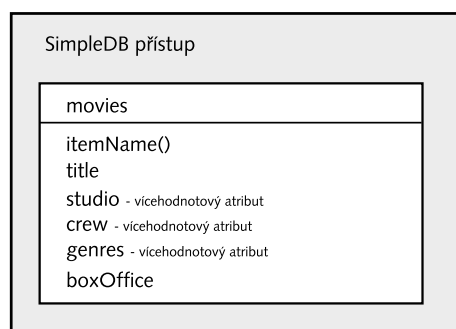 SimpleDB přístup
movies
itemName()
title
studio - vícehodnotový atribut
crew - vícehodnotový atribut
genres - vícehodnotový atribut
boxOffice